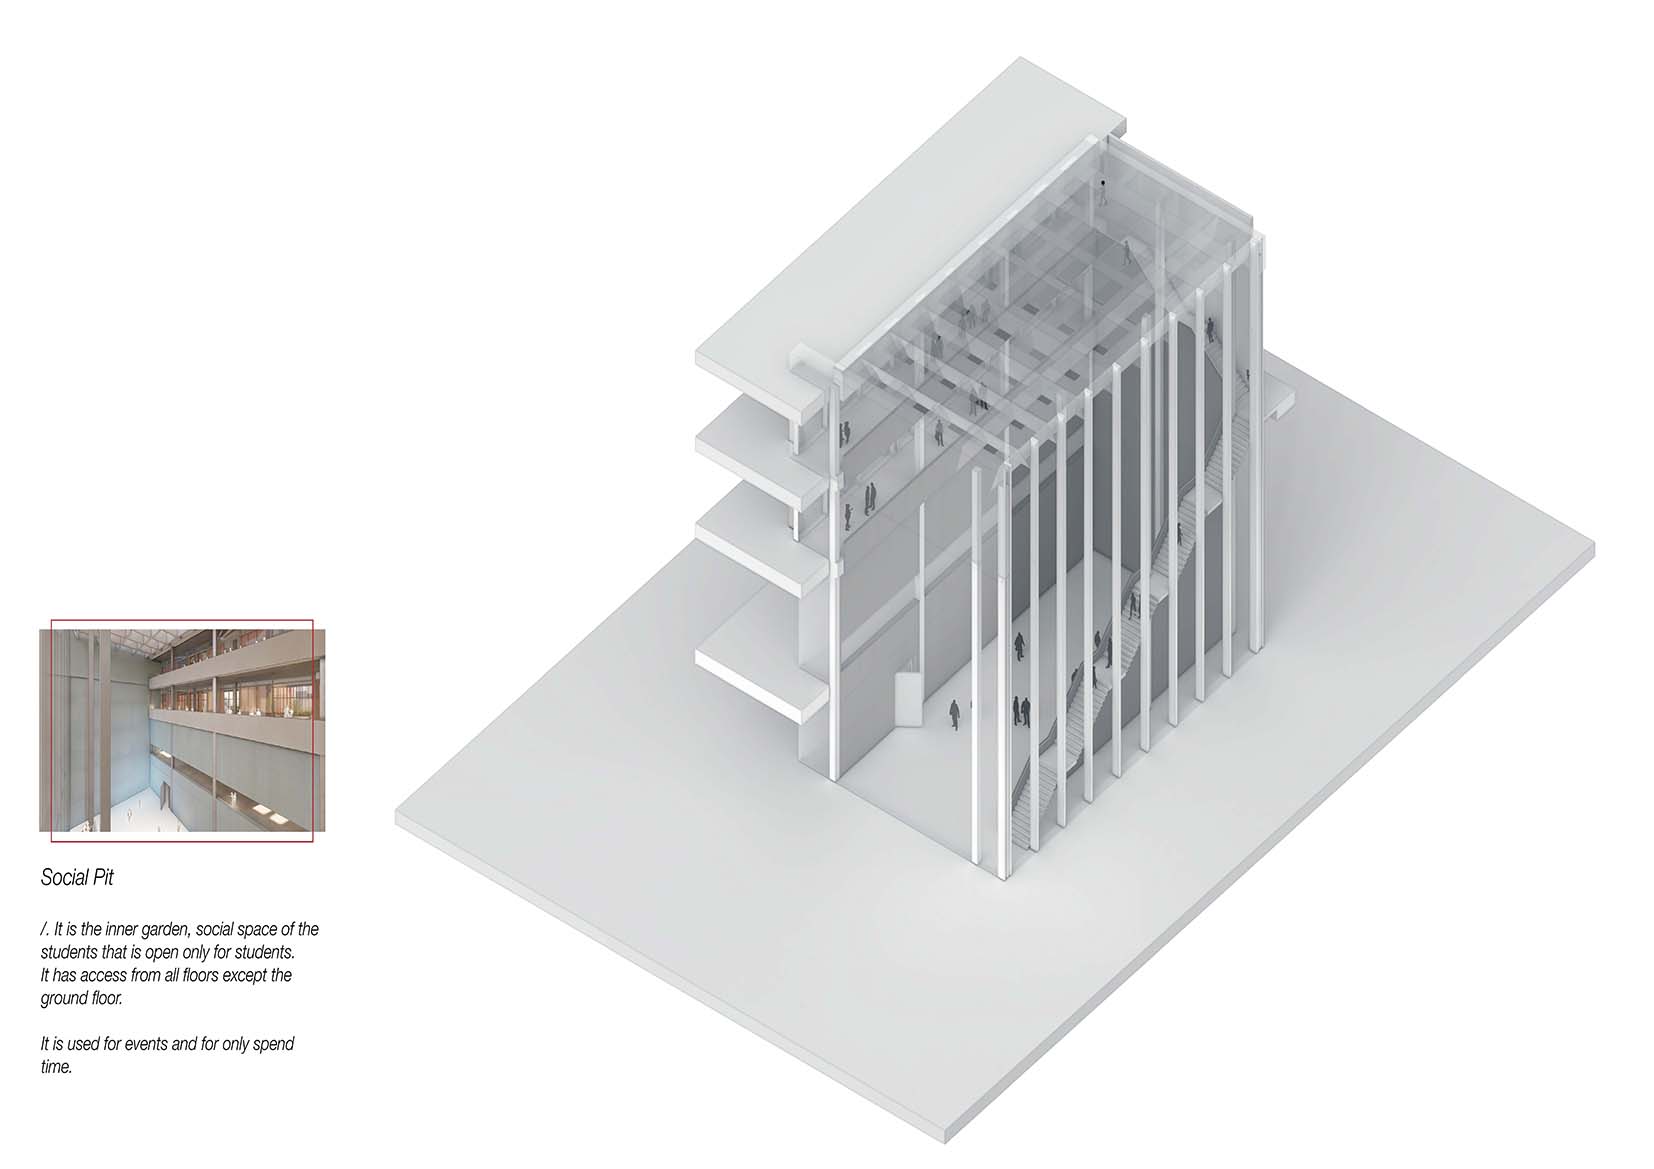 Social Pit
/. It is the inner garden, social space of the
students that is open only for students.
It has access from all floors except the
ground floor.
It is used for events and for only spend
time.